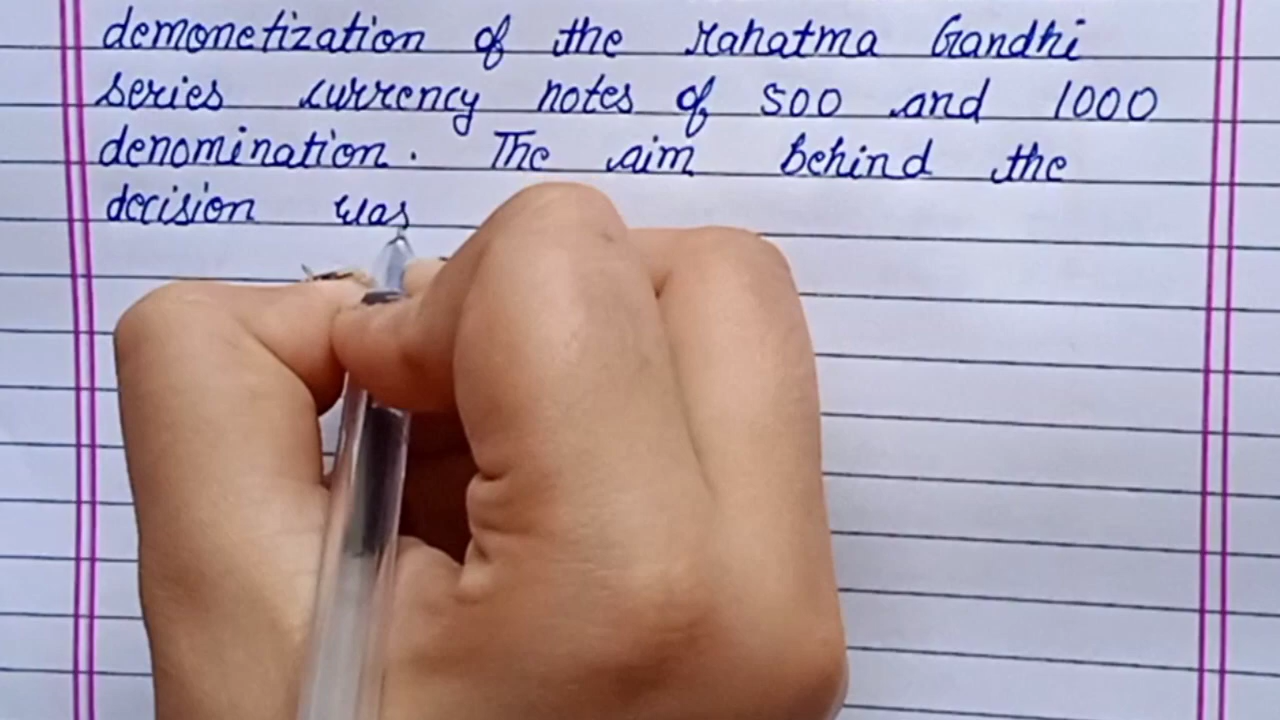 demonetization of the Mahatma Gandhi
series currency notes of 500 and 1000
denomination. The aim behind the
decision was